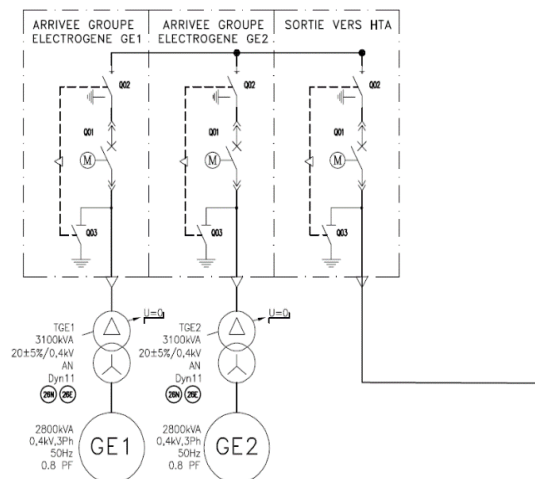 ARRIVEE GROUPE
ELECTROGENE GE1
ARRIVEE GROUPE
ELECTROGENE GE2
SORTIE VERS HTA
Q02
Q02
Q02
Q01
Q01
Q01
M
M
M
Q03
Q03
Q03
U=0
U=0
TGE1
3100kVA
20±5%/0.4kV
AN
Dyn11
26N 26E
TGE2
3100kVA
20±5%/0.4kV
AN
Dyn11
26N 26E
2800kVA
0,4kV,3Ph
50Hz
0.8 PF
GE1
2800kVA
0,4kV,3Ph
50Hz
0.8 PF
GE2